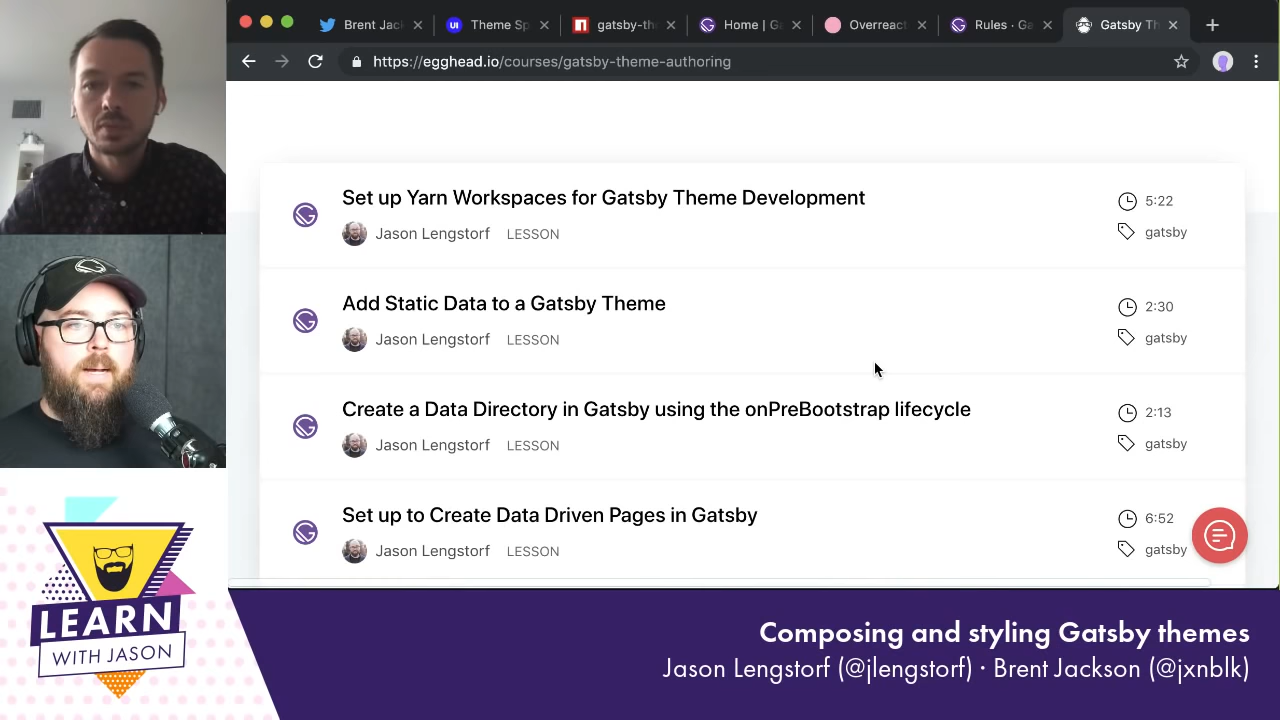 Brent Jac
UI
Theme Sp
gatsby-th
Home | G
Overreac
Rules · Ga
Gatsby Th
https://egghead.io/courses/gatsby-theme-authoring
Set up Yarn Workspaces for Gatsby Theme Development
5:22
Jason Lengstorf LESSON
gatsby
Add Static Data to a Gatsby Theme
2:30
Jason Lengstorf LESSON
gatsby
Create a Data Directory in Gatsby using the onPreBootstrap lifecycle
2:13
Jason Lengstorf LESSON
gatsby
Set up to Create Data Driven Pages in Gatsby
6:52
Jason Lengstorf LESSON
gatsby
LEARN
WITH JASON
Composing and styling Gatsby themes
Jason Lengstorf (@jlengstorf) · Brent Jackson (@jxnblk)